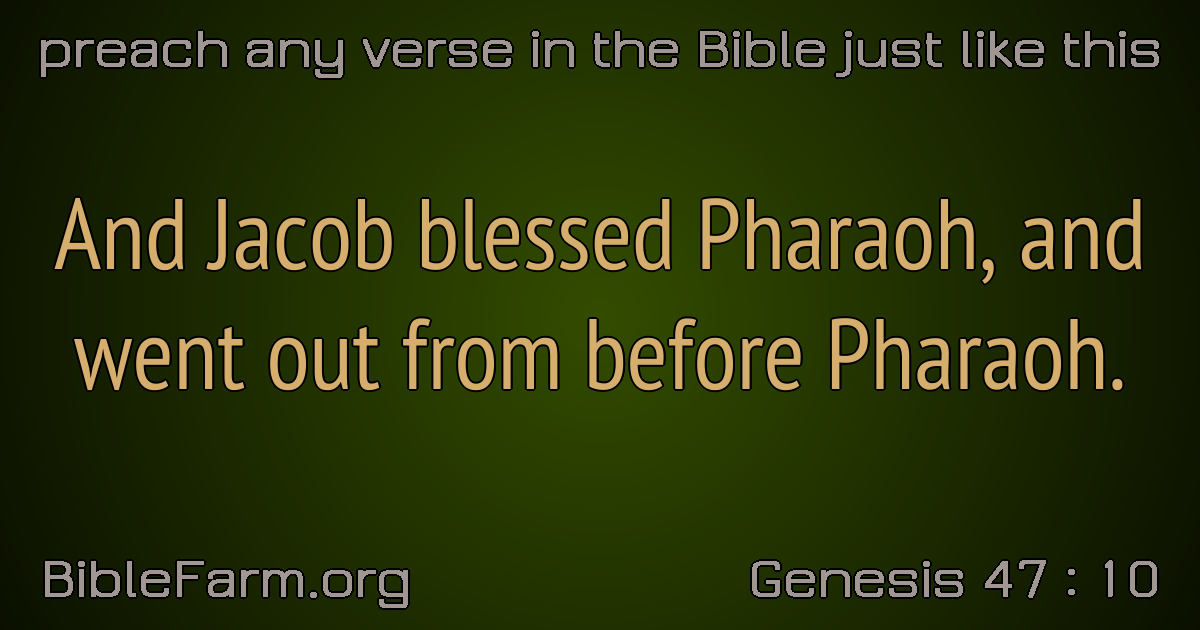 preach any verse in the Bible just like this
And Jacob blessed Pharaoh, and
went out from before Pharaoh.
BibleFarm.org
Genesis 47 : 10